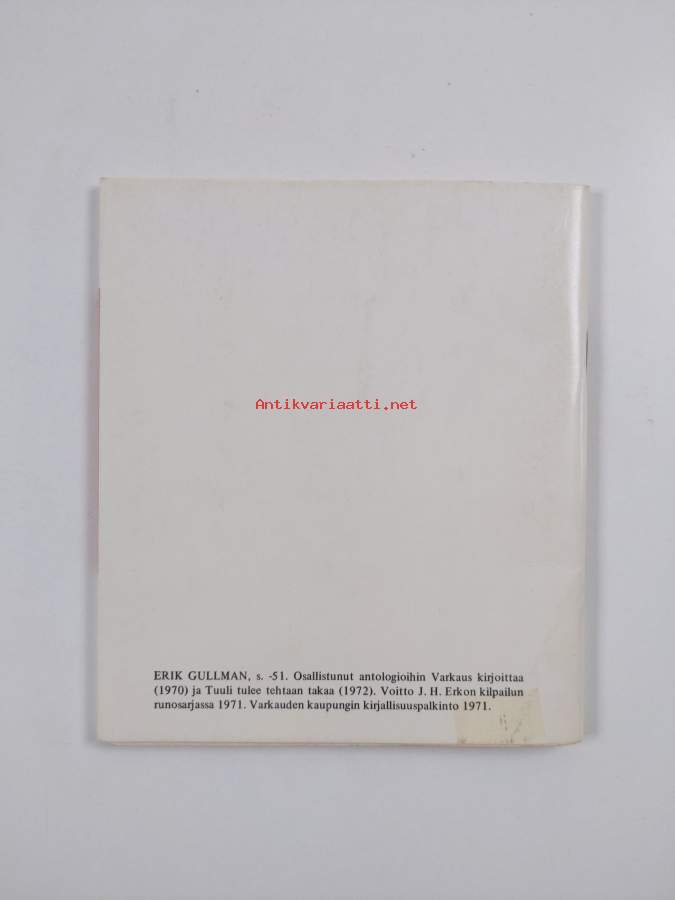 Antikvariaatti.net
ERIK GULLMAN, s. -51. Osallistunut antologioihin Varkaus kirjoittaa
(1970) ja Tuuli tulee tehtaan takaa (1972). Voitto J. H. Erkon kilpailun
runosarjassa 1971. Varkauden kaupungin kirjallisuuspalkinto 1971.